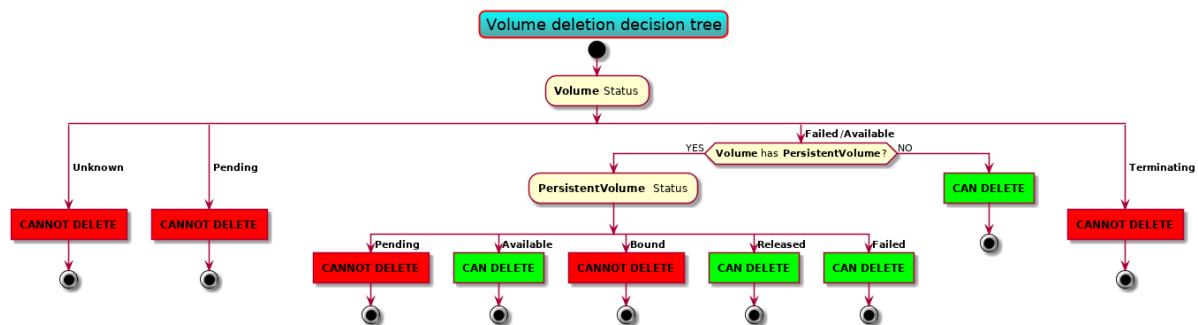 Volume deletion decision tree
Volume Status
Failed/Available
YES
Volume has PersistentVolume?
NO
Unknown
Pending
Terminating
PersistentVolume Status
CAN DELETE
CANNOT DELETE
CANNOT DELETE
CANNOT DELETE
Pending
Available
Bound
Released
Failed
CANNOT DELETE
CAN DELETE
CANNOT DELETE
CAN DELETE
CAN DELETE